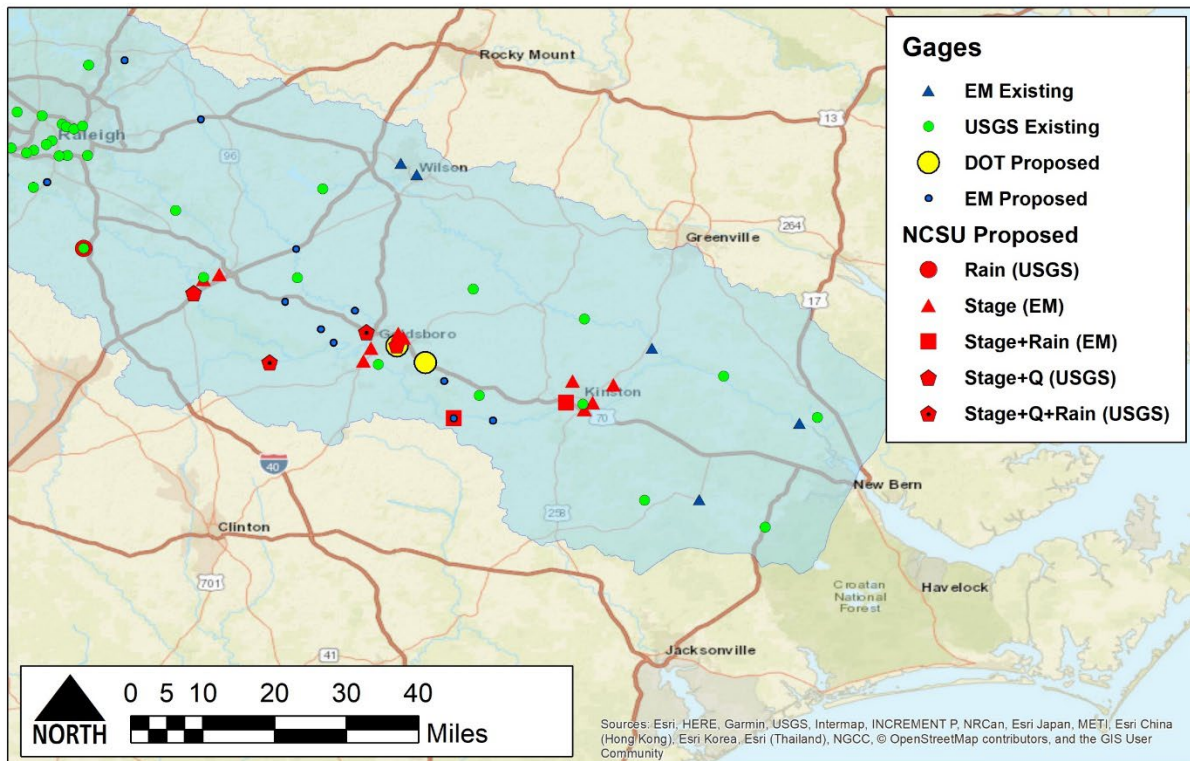 Rocky Mount
13
Raleigh
96
Wilson
264
Greenville
17
Goldsboro
Kinston
70
New Bern
40
258
Clinton
701
Croatan
National
Forest
Havelock
41
Jacksonville
Gages
EM Existing
USGS Existing
DOT Proposed
EM Proposed
NCSU Proposed
Rain (USGS)
Stage (EM)
Stage+Rain (EM)
Stage+Q (USGS)
Stage+Q+Rain (USGS)
NORTH
0 5 10 20 30 40
Miles
Sources: Esri, HERE, Garmin, USGS, Intermap, INCREMENT P, NRCan, Esri Japan, METI, Esri China
(Hong Kong), Esri Korea, Esri (Thailand), NGCC, © OpenStreetMap contributors, and the GIS User
Community